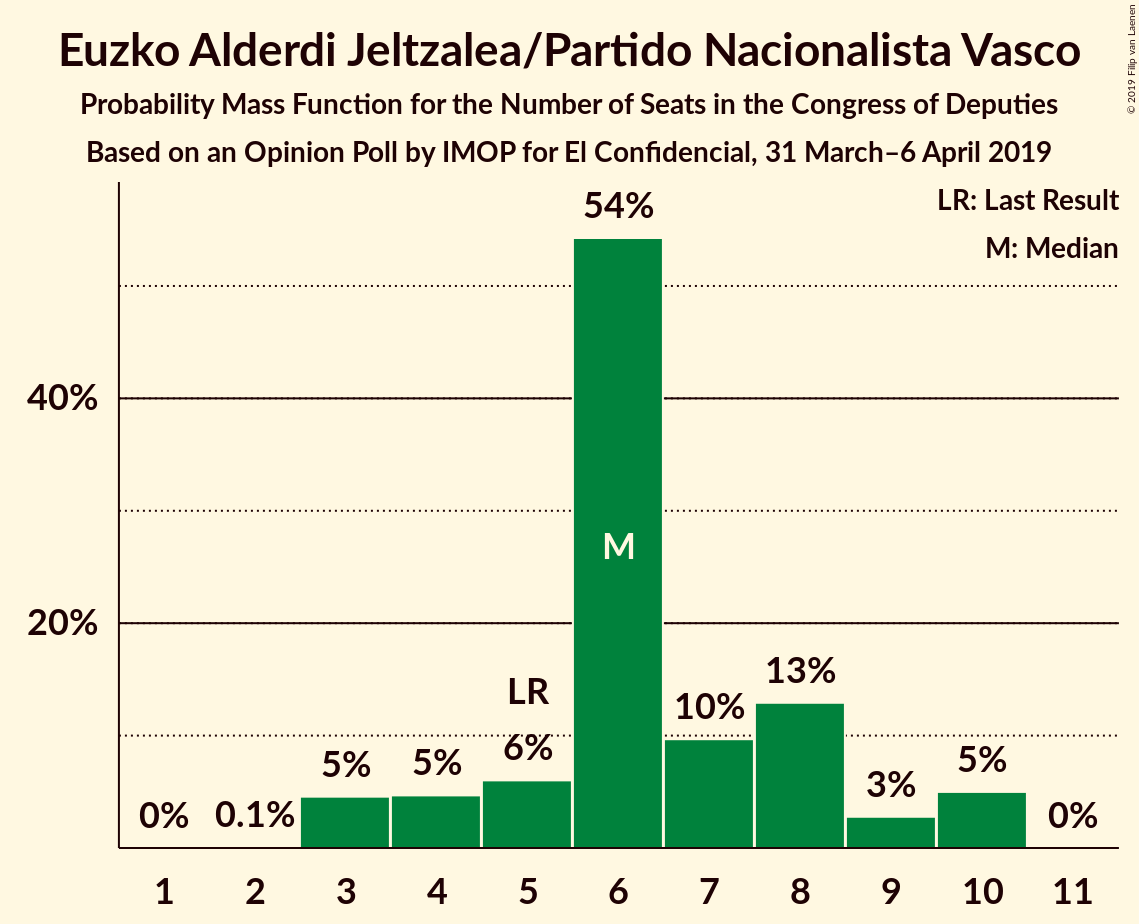 Euzko Alderdi Jeltzalea/Partido Nacionalista Vasco
Probability Mass Function for the Number of Seats in the Congress of Deputies
Based on an Opinion Poll by IMOP for El Confidencial, 31 March–6 April 2019
© 2019 Filip van Laenen
LR: Last Result
M: Median
54%
40%
M
20%
LR
13%
10%
6%
5%
5%
5%
3%
0%
0.1%
0%
1 2 3 4 5 6 7 8 9 10 11